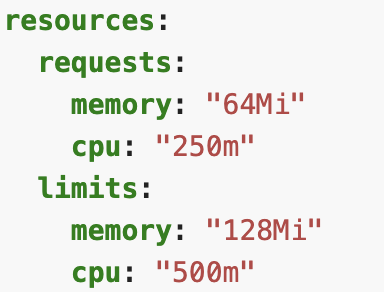 resources:
  requests:
    memory: "64Mi"
    cpu: "250m"
  limits:
    memory: "128Mi"
    cpu: "500m"